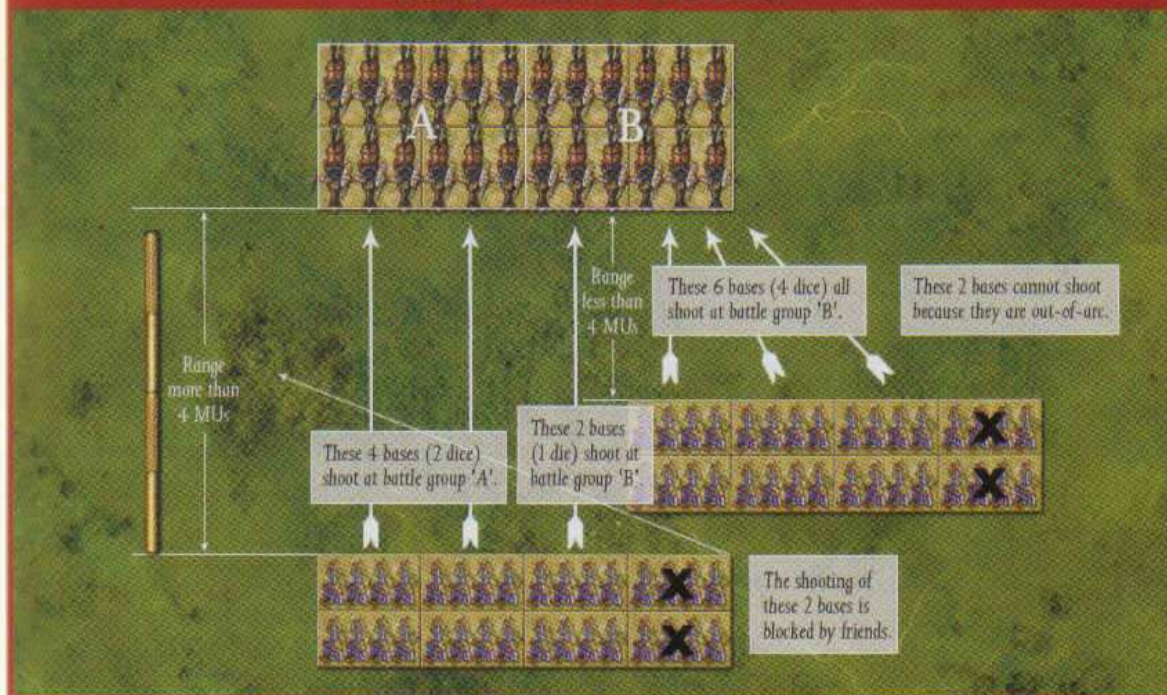 A
B
Range
more than
4 MUs
Range
less than
4 MUs
These 6 bases (4 dice) all
shoot at battle group 'B'.
These 2 bases cannot shoot
because they are out-of-arc.
These 4 bases (2 dice)
shoot at battle group 'A'.
These 2 bases
(1 die) shoot at
battle group 'B'.
X
X
X
X
The shooting of
these 2 bases is
blocked by friends.